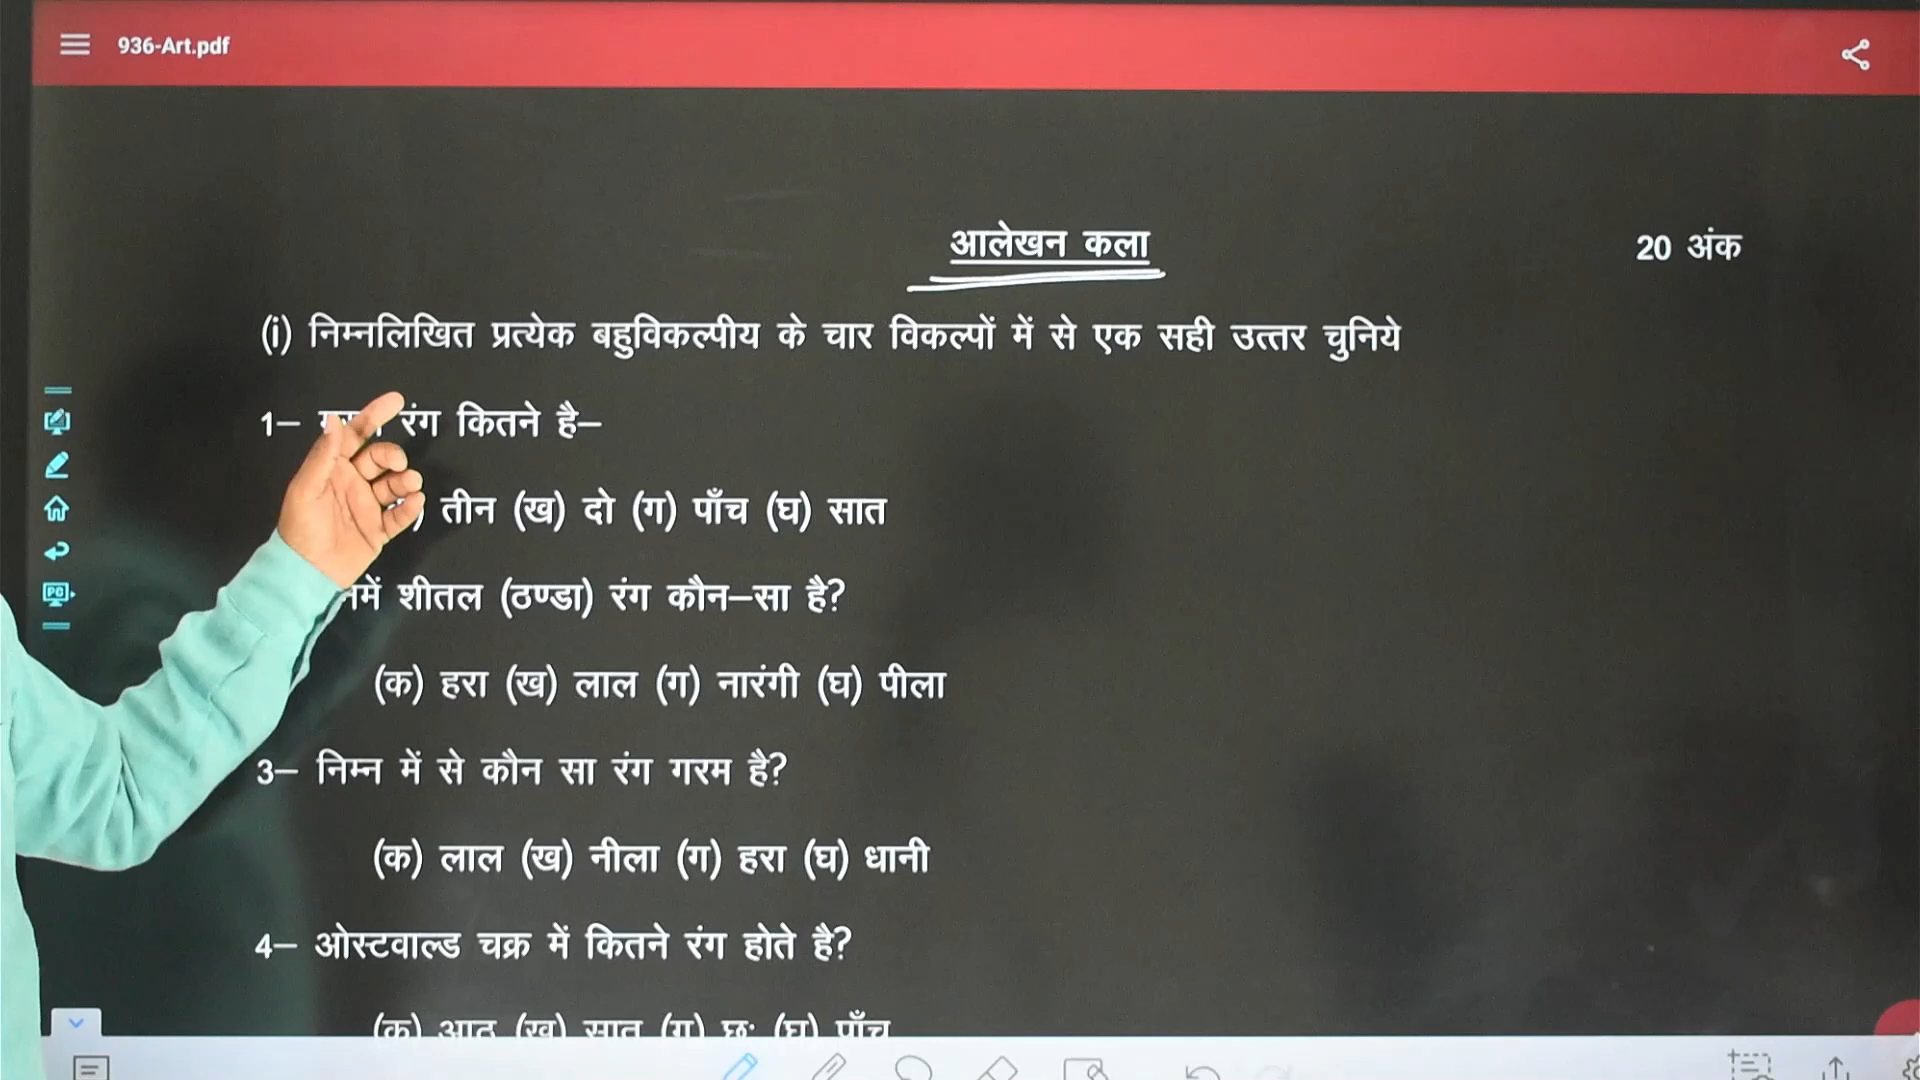 936-Art.pdf
आलेखन कला
20 अंक
(i) निम्नलिखित प्रत्येक बहुविकल्पीय के चार विकल्पों में से एक सही उत्तर चुनिये
1– रंग कितने है–
तीन (ख) दो (ग) पाँच (घ) सात
शीतल (ठण्डा) रंग कौन–सा है?
(क) हरा (ख) लाल (ग) नारंगी (घ) पीला
3– निम्न में से कौन सा रंग गरम है?
(क) लाल (ख) नीला (ग) हरा (घ) धानी
4– ओस्टवाल्ड चक्र में कितने रंग होते है?
(क) आठ (ख) सात (ग) छः (घ) पाँच